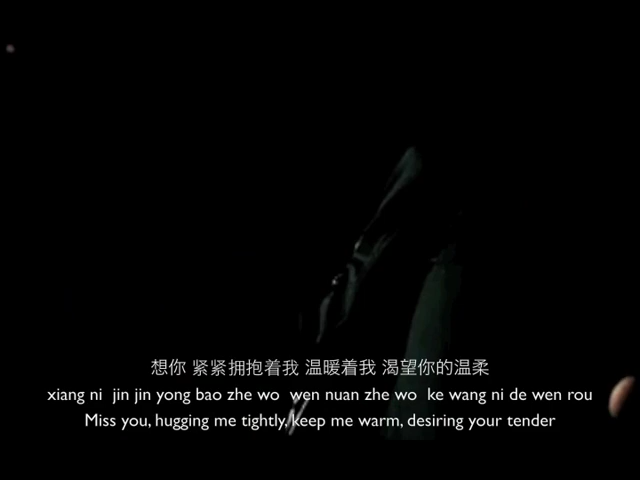 想你 紧紧拥抱着我 温暖着我 渴望你的温柔
xiang ni  jin jin yong bao zhe wo  wen nuan zhe wo  ke wang ni de wen rou
Miss you, hugging me tightly, keep me warm, desiring your tender